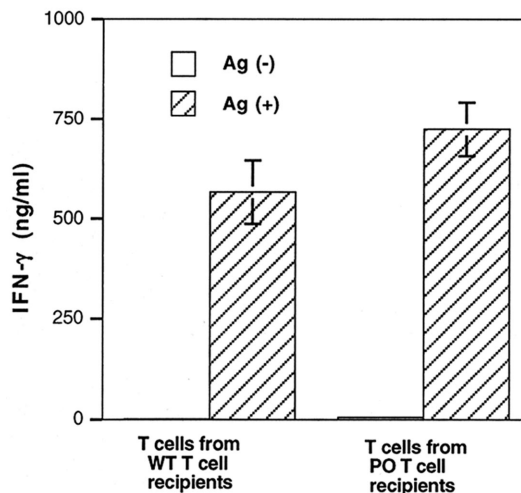 1000
Ag (-)
Ag (+)
750
500
250
0
IFN-γ (ng/ml)
T cells from
WT T cell
recipients
T cells from
PO T cell
recipients